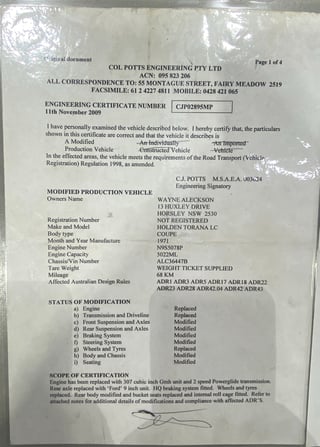 original document
Page 1 of 4
COL POTTS ENGINEERING PTY LTD
ACN: 095 823 206
ALL CORRESPONDENCE TO: 55 MONTAGUE STREET, FAIRY MEADOW 2519
FACSIMILE: 61 2 4227 4811 MOBILE: 0428 421 065
ENGINEERING CERTIFICATE NUMBER CJP02895MP
11th November 2009
I have personally examined the vehicle described below. I hereby certify that, the particulars
shown in this certificate are correct and that the vehicle it describes is
A Modified An Individually An Imported
Production Vehicle Constructed Vehicle Vehicle
In the effected areas, the vehicle meets the requirements of the Road Transport (Vehicle
Registration) Regulation 1998, as amended.
C.J. POTTS M.S.A.E.A.
Engineering Signatory
MODIFIED PRODUCTION VEHICLE
Owners Name WAYNE ALECKSON
13 HUXLEY DRIVE
HORSLEY NSW 2530
Registration Number NOT REGISTERED
Make and Model HOLDEN TORANA LC
Body type COUPE
Month and Year Manufacture 1971
Engine Number N9S5078P
Engine Capacity 5022ML
Chassis/Vin Number ALC36447B
Tare Weight WEIGHT TICKET SUPPLIED
Mileage 68 KM
Affected Australian Design Rules ADR1 ADR3 ADR5 ADR17 ADR18 ADR22
ADR23 ADR28 ADR42.04 ADR42 ADR43
STATUS OF MODIFICATION
a) Engine Replaced
b) Transmission and Driveline Replaced
c) Front Suspension and Axles Modified
d) Rear Suspension and Axles Modified
e) Braking System Modified
f) Steering System Modified
g) Wheels and Tyres Replaced
h) Body and Chassis Modified
i) Seating Modified
SCOPE OF CERTIFICATION
Engine has been replaced with 307 cubic inch Gmh unit and 2 speed Powerglide transmission.
Rear axle replaced with 'Ford' 9 inch unit. HQ braking system fitted. Wheels and tyres
replaced. Rear body modified and bucket seats replaced and internal roll cage fitted. Refer to
attached notes for additional details of modifications and compliance with affected ADR'S.